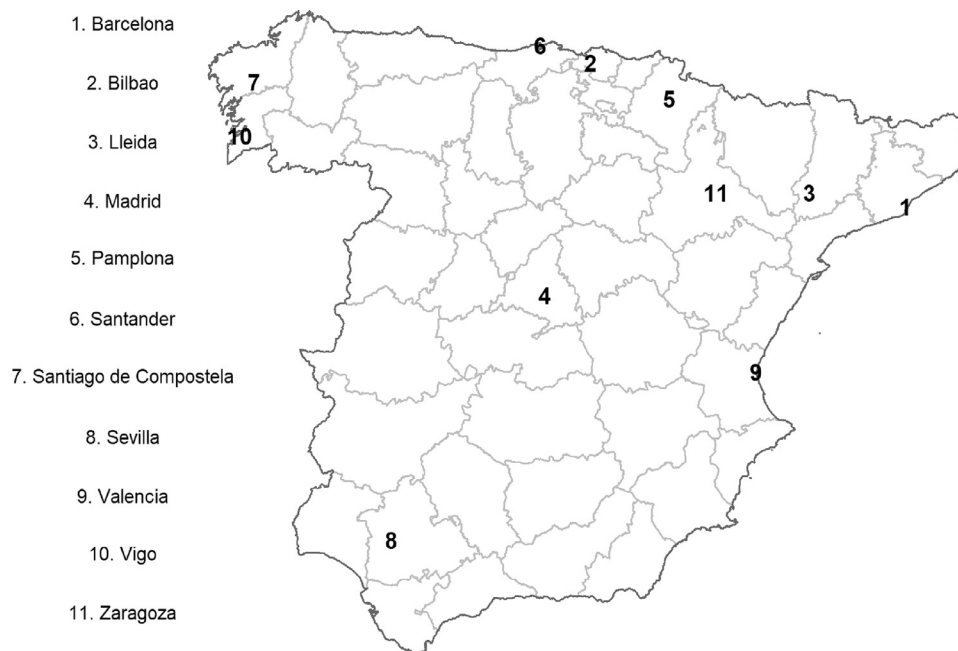 1. Barcelona
2. Bilbao
3. Lleida
4. Madrid
5. Pamplona
6. Santander
7. Santiago de Compostela
8. Sevilla
9. Valencia
10. Vigo
11. Zaragoza
6
2
7
5
10
11
3
1
4
9
8